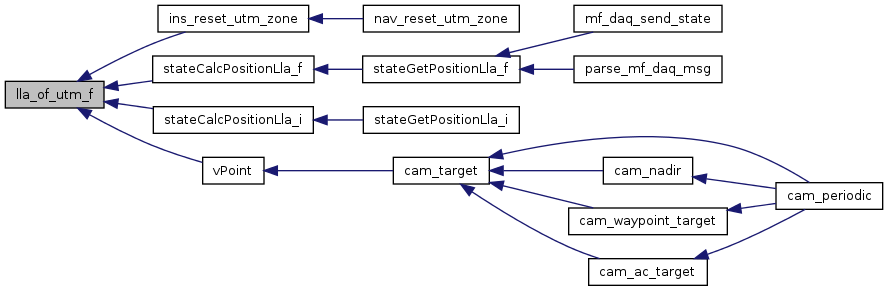 ins_reset_utm_zone
nav_reset_utm_zone
mf_daq_send_state
stateCalcPositionLla_f
stateGetPositionLla_f
parse_mf_daq_msg
lla_of_utm_f
stateCalcPositionLla_i
stateGetPositionLla_i
vPoint
cam_target
cam_nadir
cam_periodic
cam_waypoint_target
cam_ac_target